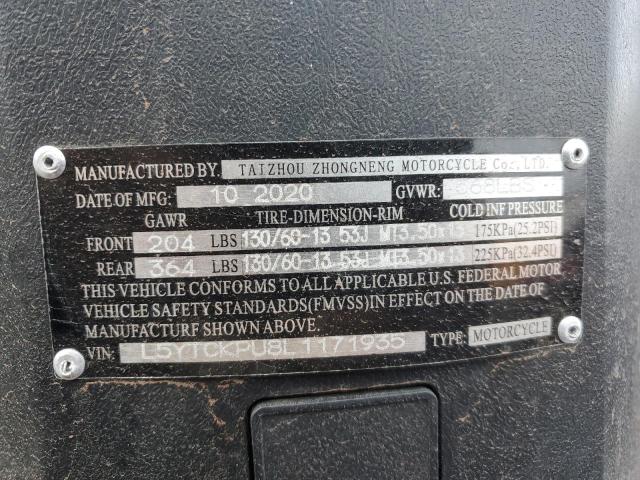 MANUFACTURED BY. TAIZHOU ZHONGNENG MOTORCYCLE Co., LTD.
DATE OF MFG: 10 2020 GVWR: 568LBS
GAWR TIRE-DIMENSION-RIM COLD INF PRESSURE
FRONT 204 LBS 130/60-13 53J MT3.50x13 175KPa(25.2PSI)
REAR 364 LBS 130/60-13 53J MT3.50x13 225KPa(32.4PSI)
THIS VEHICLE CONFORMS TO ALL APPLICABLE U.S. FEDERAL MOTOR
VEHICLE SAFETY STANDARDS(FMVSS)IN EFFECT ON THE DATE OF
MANUFACTURF SHOWN ABOVE.
VIN. L5YTCKPU8L1171935 TYPE: MOTORCYCLE